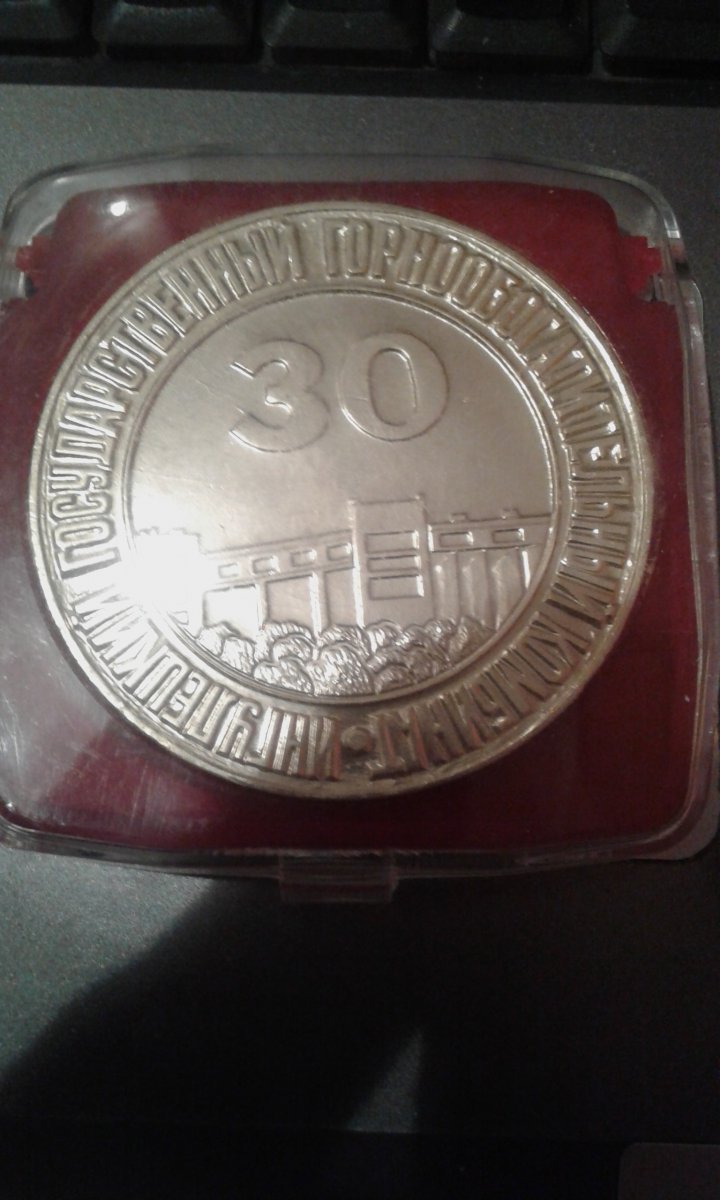 ИНГУЛЕЦКИЙ ГОСУДАРСТВЕННЫЙ ГОРНООБОГАТИТЕЛЬНЫЙ КОМБИНАТ •
30